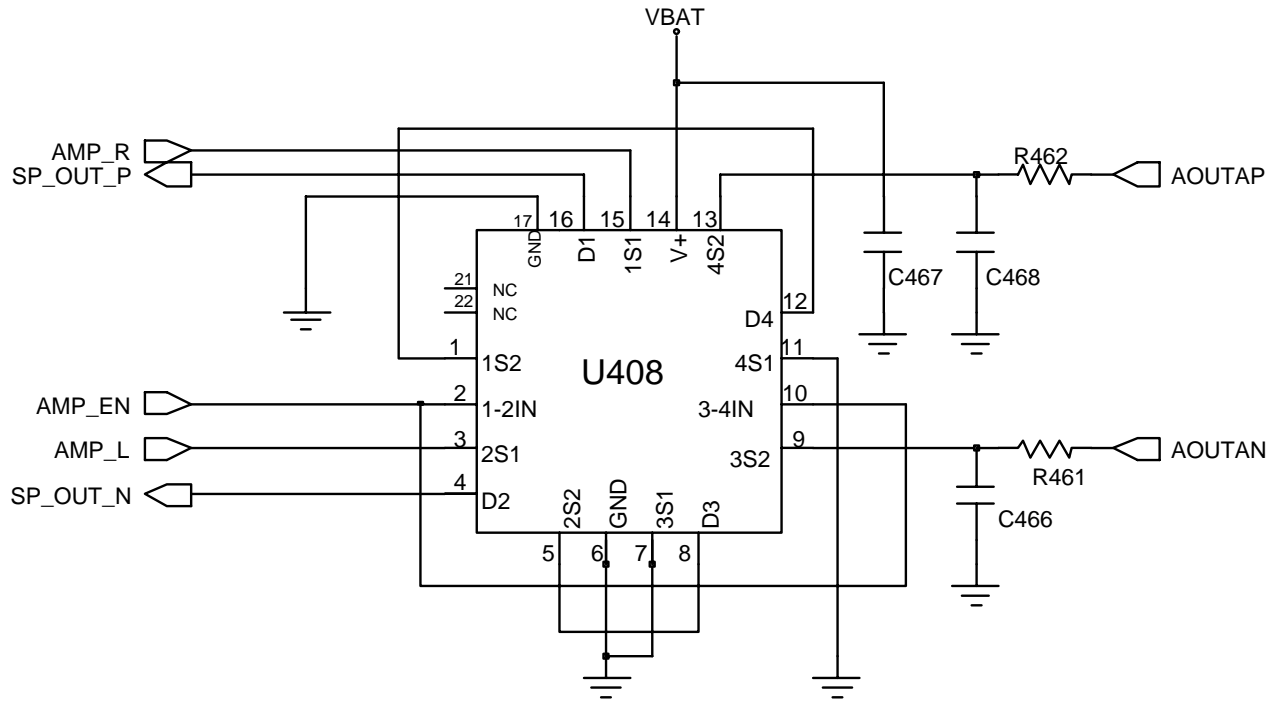 VBAT
AMP_R
SP_OUT_P
R462
AOUTAP
17 16 15 14 13
GND D1 1S1 V+ 4S2
C467
C468
21 NC
22 NC
12
D4
1
1S2
U408
11
4S1
AMP_EN
2
1-2IN
10
3-4IN
AMP_L
3
2S1
9
3S2
AOUTAN
R461
SP_OUT_N
4
D2
2S2 GND 3S1 D3
C466
5 6 7 8